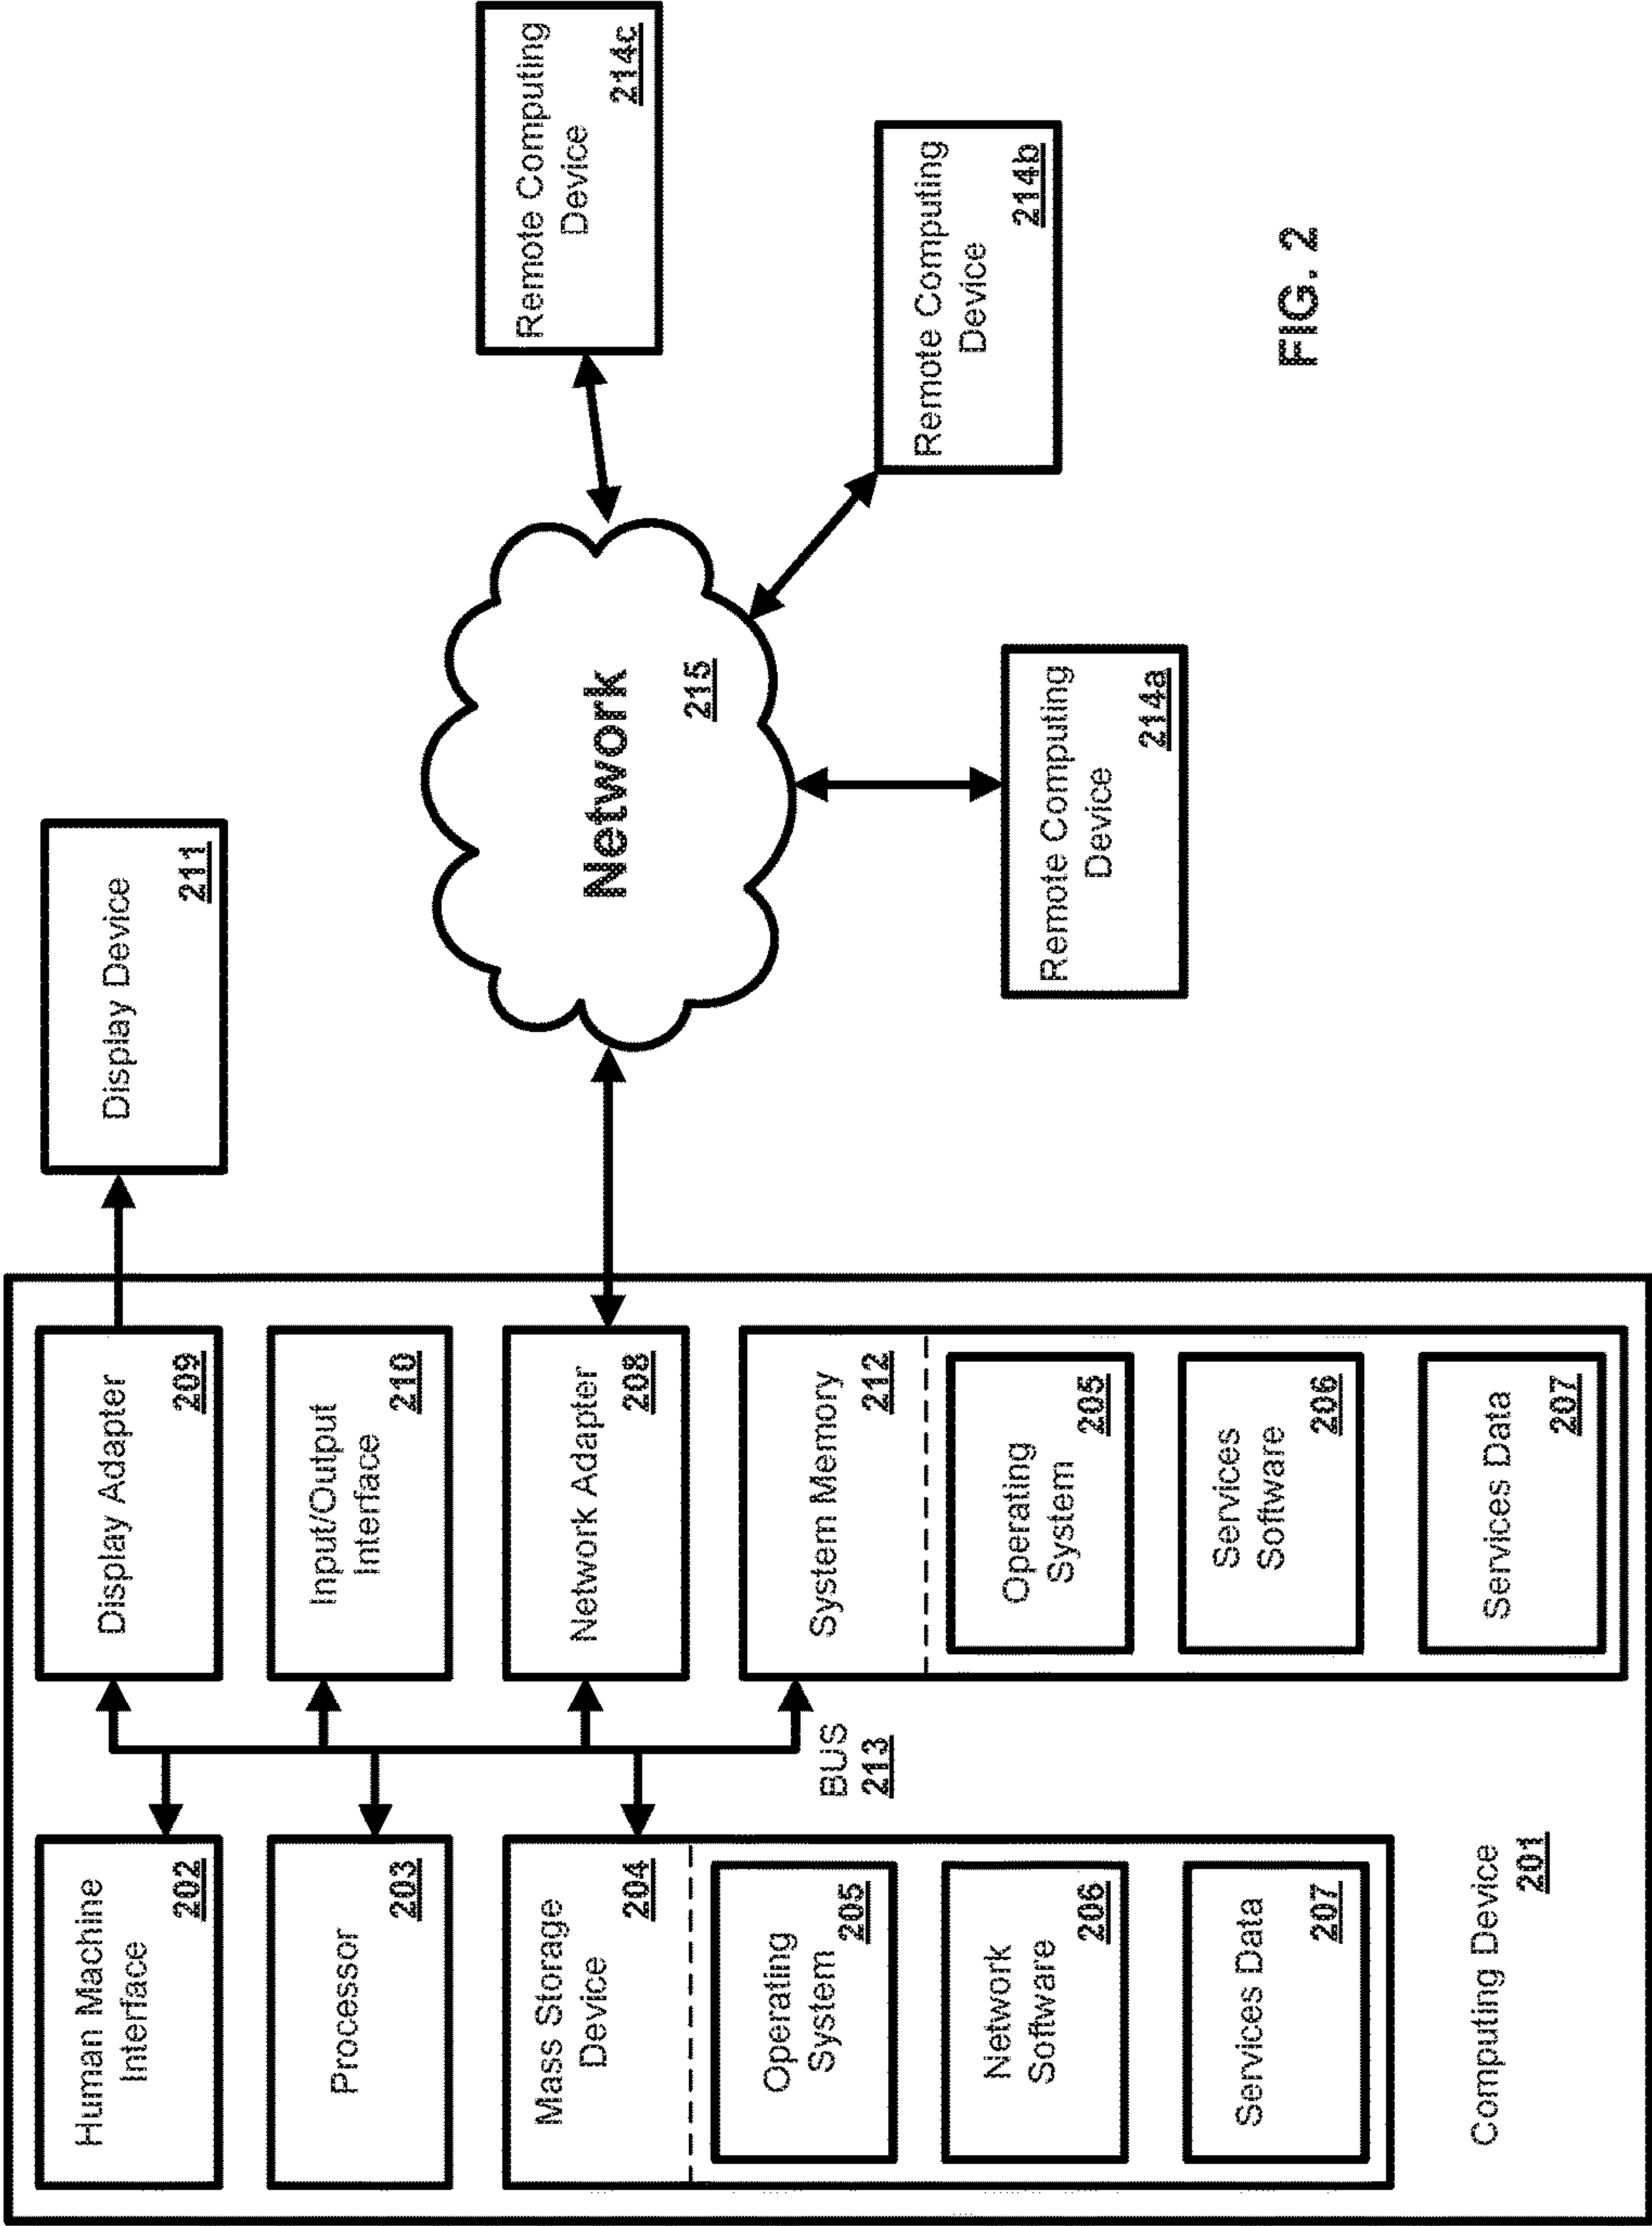 Human Machine
Interface
202
Processor
203
Mass Storage
Device
204
Operating
System
205
Network
Software
206
Services Data
207
Computing Device
201
BUS
213
Display Adapter
209
Input/Output
Interface
210
Network Adapter
208
System Memory
212
Operating
System
205
Services
Software
206
Services Data
207
Display Device
211
Network
215
Remote Computing
Device
214a
Remote Computing
Device
214b
Remote Computing
Device
214c
FIG. 2